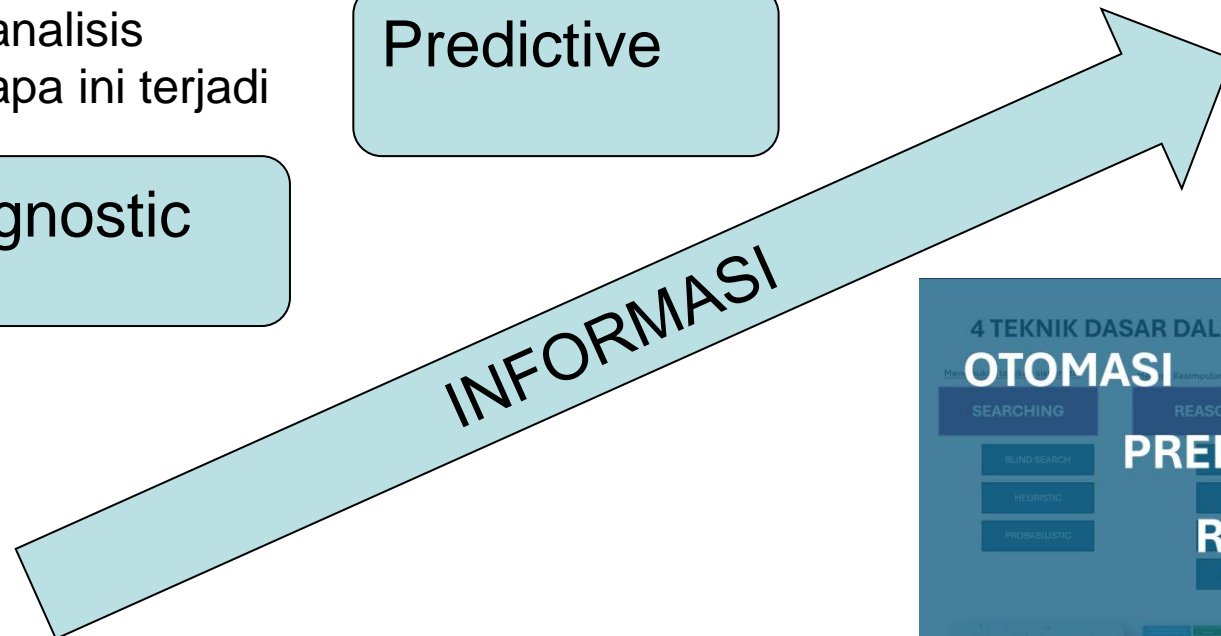 analisis
apa ini terjadi
Predictive
gnostic
INFORMASI
4 TEKNIK DASAR DAL
OTOMASI
Kesimpulan
SEARCHING
REASO
BLIND SEARCH
PRE
HEURISTIC
PROBABILISTIC
R